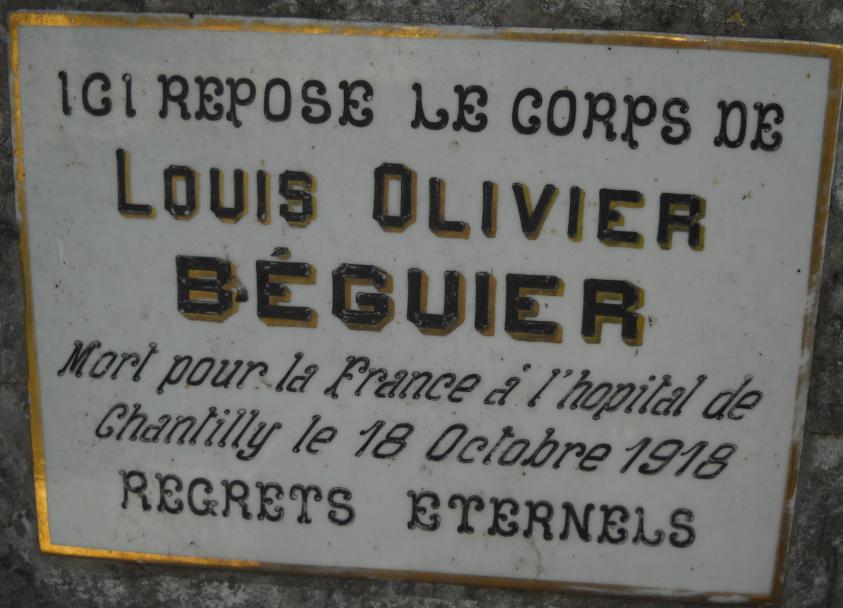 ICI REPOSE LE CORPS DE
LOUIS OLIVIER
BÉGUIER
Mort pour la France á l'hopital de
Chantilly le 18 Octobre 1918
REGRETS ETERNELS